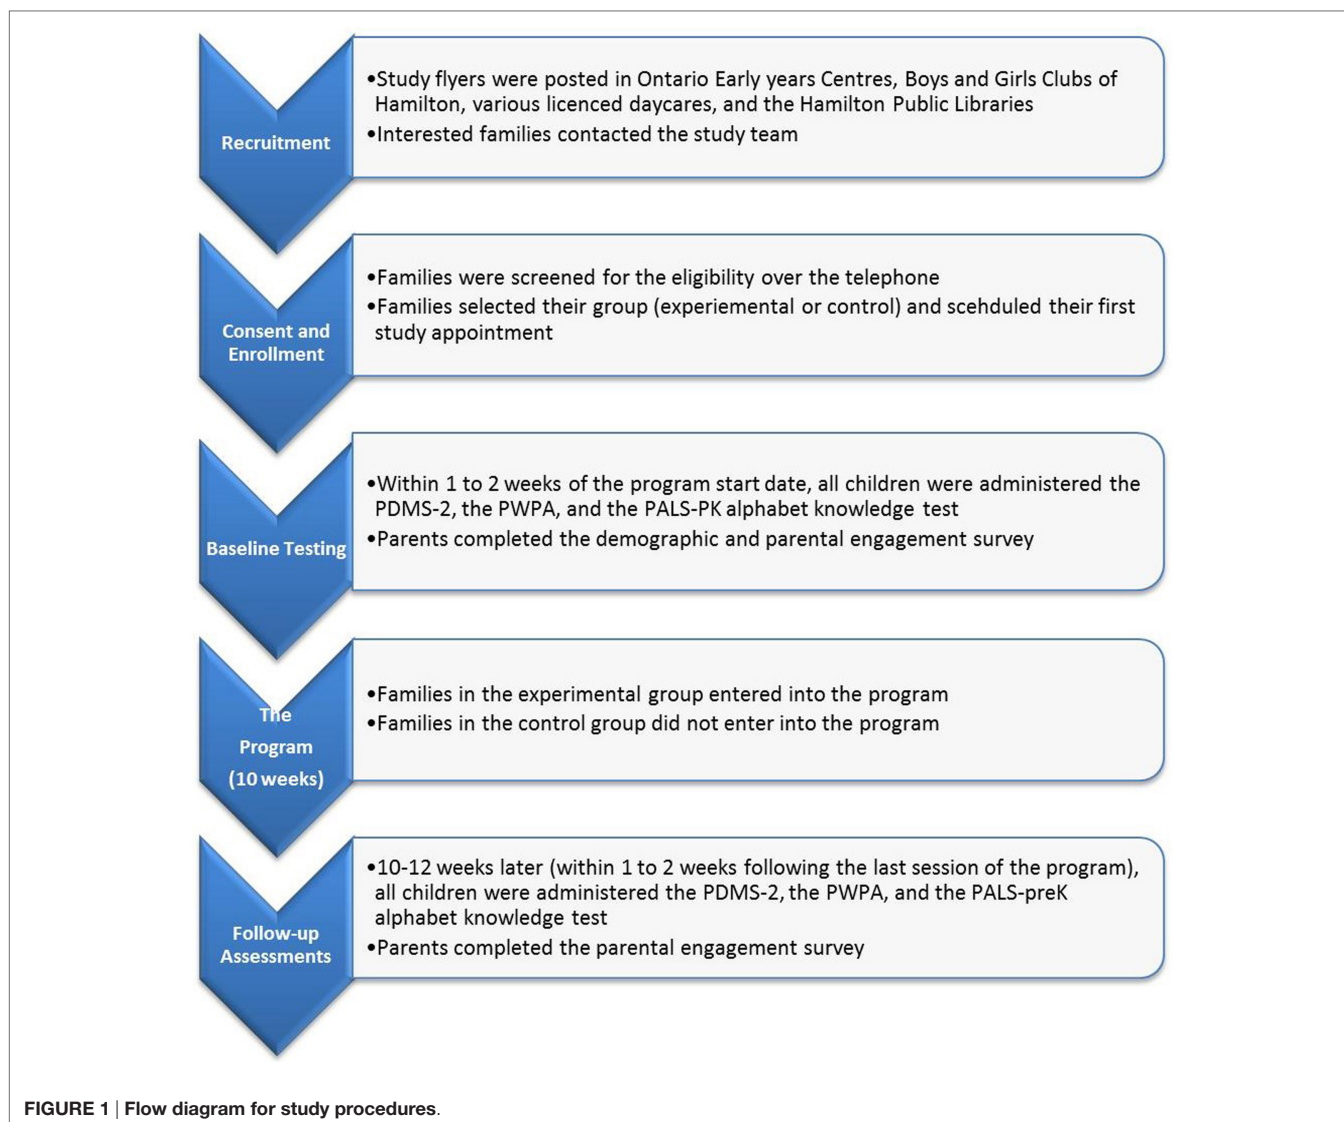 Recruitment
•Study flyers were posted in Ontario Early years Centres, Boys and Girls Clubs of
Hamilton, various licenced daycares, and the Hamilton Public Libraries
•Interested families contacted the study team
Consent and
Enrollment
•Families were screened for the eligibility over the telephone
•Families selected their group (experiemental or control) and scehduled their first
study appointment
Baseline Testing
•Within 1 to 2 weeks of the program start date, all children were administered the
PDMS-2, the PWPA, and the PALS-PK alphabet knowledge test
•Parents completed the demographic and parental engagement survey
The
Program
(10 weeks)
•Families in the experimental group entered into the program
•Families in the control group did not enter into the program
Follow-up
Assessments
•10-12 weeks later (within 1 to 2 weeks following the last session of the program),
all children were administered the PDMS-2, the PWPA, and the PALS-preK
alphabet knowledge test
•Parents completed the parental engagement survey
FIGURE 1 | Flow diagram for study procedures.